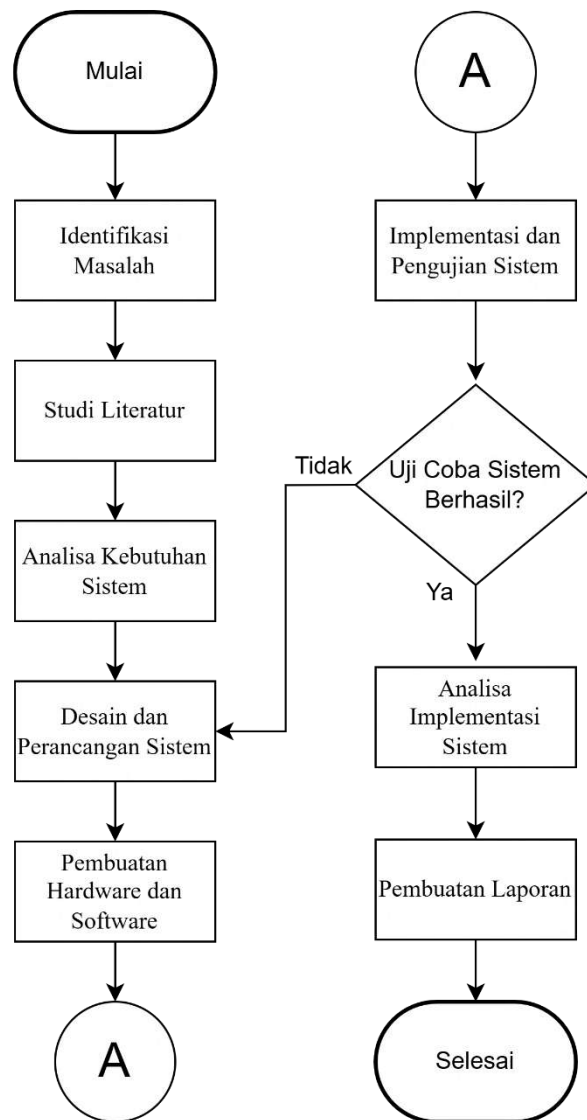 Mulai
Identifikasi
Masalah
Studi Literatur
Analisa Kebutuhan
Sistem
Desain dan
Perancangan Sistem
Pembuatan
Hardware dan
Software
A
A
Implementasi dan
Pengujian Sistem
Uji Coba Sistem
Berhasil?
Tidak
Ya
Analisa
Implementasi
Sistem
Pembuatan Laporan
Selesai